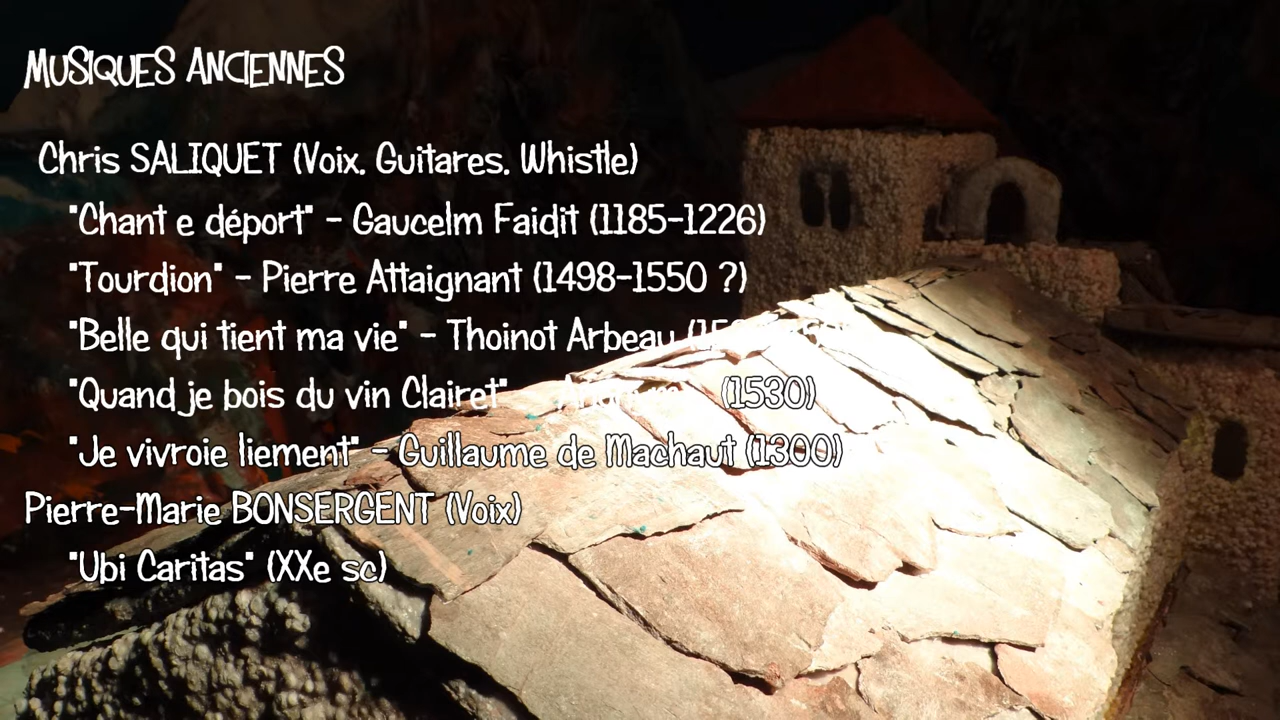 MUSIQUES ANCIENNES
Chris SALIQUET (Voix. Guitares. Whistle)
"Chant e déport" - Gaucelm Faidit (1185-1226)
"Tourdion" - Pierre Attaignant (1498-1550 ?)
"Belle qui tient ma vie" - Thoinot Arbeau
"Quand je bois du vin Clairet" - (1530)
"Je vivroie liement" - Guillaume de Machaut (1300)
Pierre-Marie BONSERGENT (Voix)
"Ubi Caritas" (XXe sc)